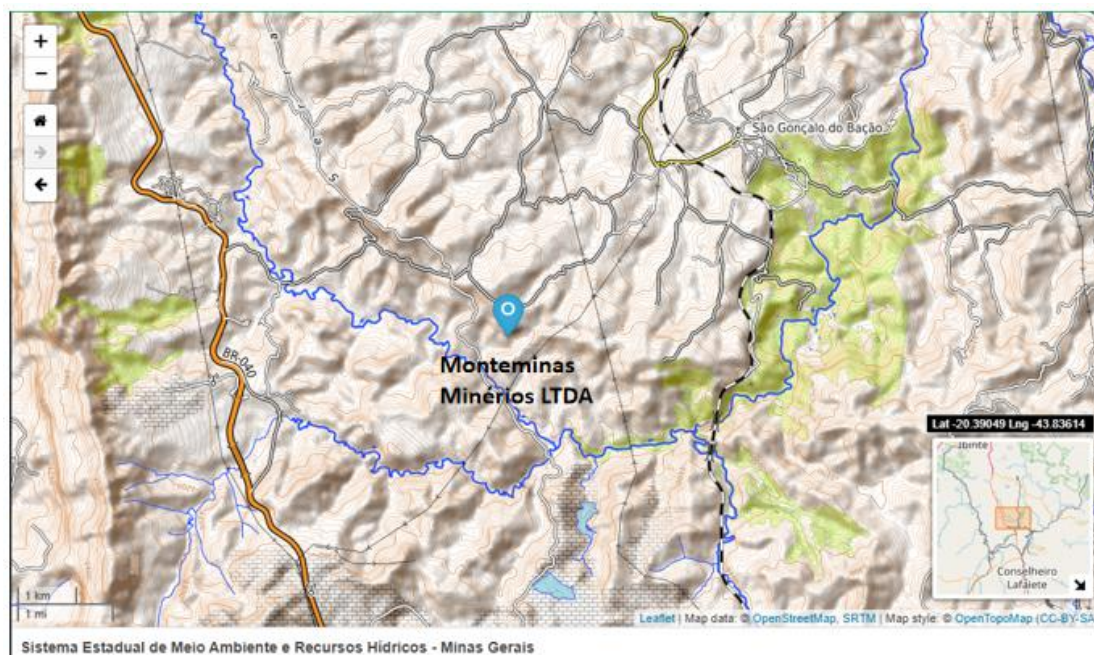 +
−
São Gonçalo do Bação
BR-040
Monteminas
Minérios LTDA
Lat -20.39049 Lng -43.83614
Ibirite
Conselheiro
Lafaiete
1 km
1 mi
Leaflet | Map data: © OpenStreetMap, SRTM | Map style: © OpenTopoMap (CC-BY-SA
Sistema Estadual de Meio Ambiente e Recursos Hídricos - Minas Gerais